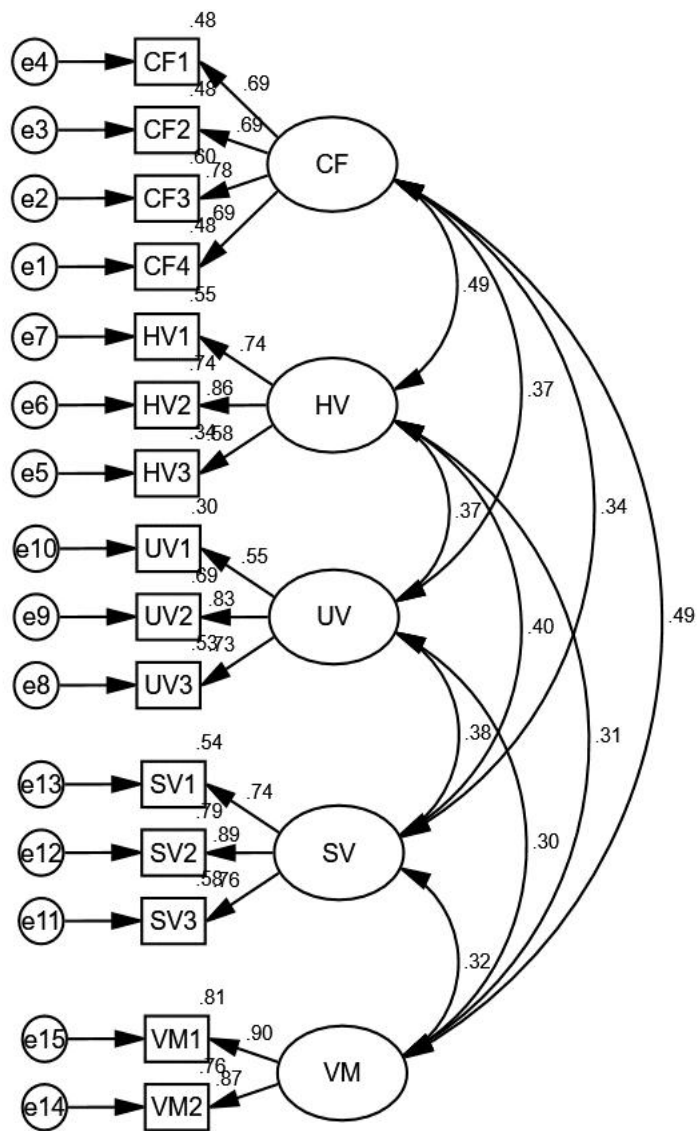 .48
e4 CF1 .69
.48
e3 CF2 .69 CF
.60 .78
e2 CF3 .69
.48
e1 CF4
.55 .49
e7 HV1 .74
.74 .37
e6 HV2 .86 HV
.34 .58
e5 HV3
.30 .37 .34
e10 UV1 .55
.69
e9 UV2 .83 UV .40 .49
.53 .73
e8 UV3
.54 .38 .31
e13 SV1 .74
.79 .30
e12 SV2 .89 SV
.58 .76
e11 SV3
.32
.81
e15 VM1 .90
.76 VM
e14 VM2 .87